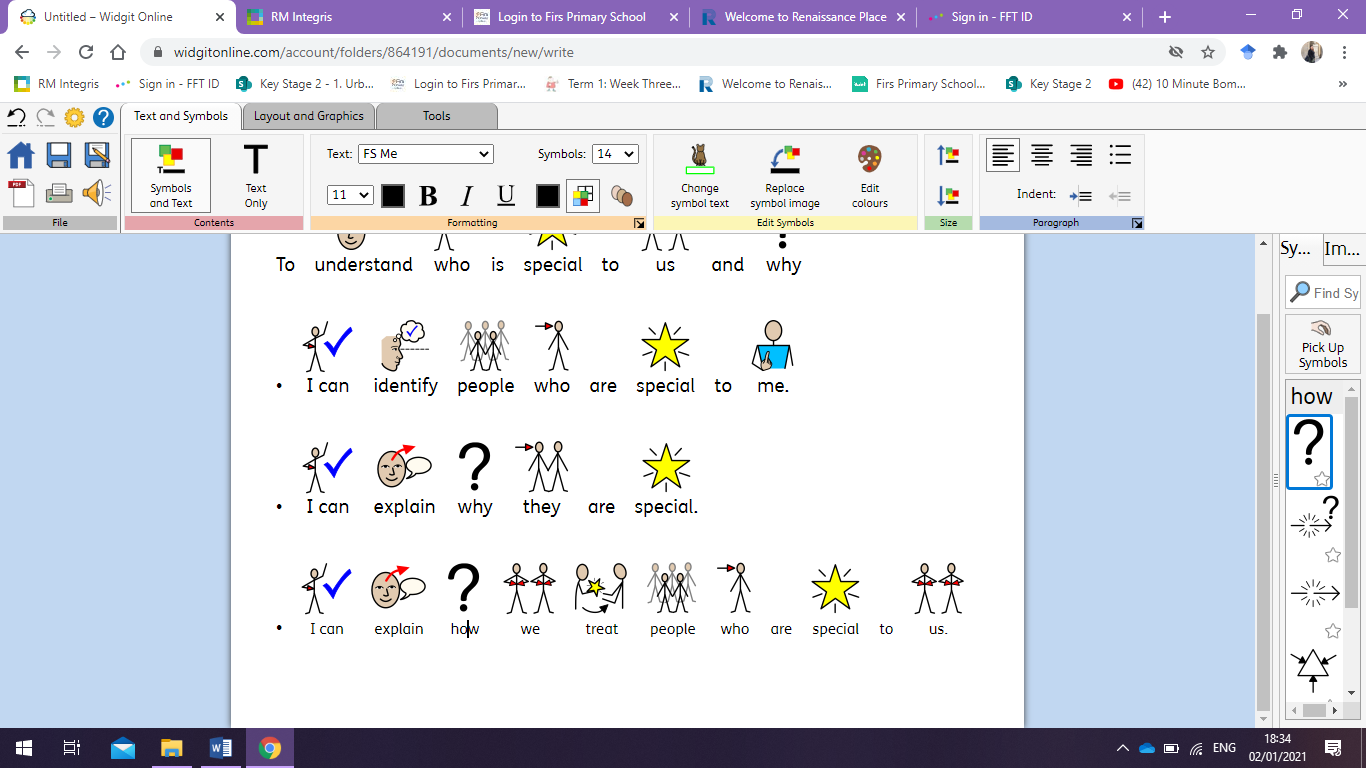 Untitled – Widgit Online
RM Integris
Login to Firs Primary School
Welcome to Renaissance Place
Sign in - FFT ID
widgitonline.com/account/folders/864191/documents/new/write
RM Integris
Sign in - FFT ID
Key Stage 2 - 1. Urb...
Login to Firs Primar...
Term 1: Week Three...
Welcome to Renais...
Firs Primary School...
Key Stage 2
(42) 10 Minute Bom...
»
Text and Symbols
Layout and Graphics
Tools
Symbols
and Text
Text
Only
Text: FS Me
Symbols: 14
11
B I U
Change
symbol text
Replace
symbol image
Edit
colours
Indent:
PDF
File
Contents
Formatting
Edit Symbols
Size
Paragraph
To understand who is special to us and why
• I can identify people who are special to me.
• I can explain why they are special.
• I can explain how we treat people who are special to us.
Sy...
Im...
Find Sy
Pick Up
Symbols
how
?
ENG
18:34
02/01/2021